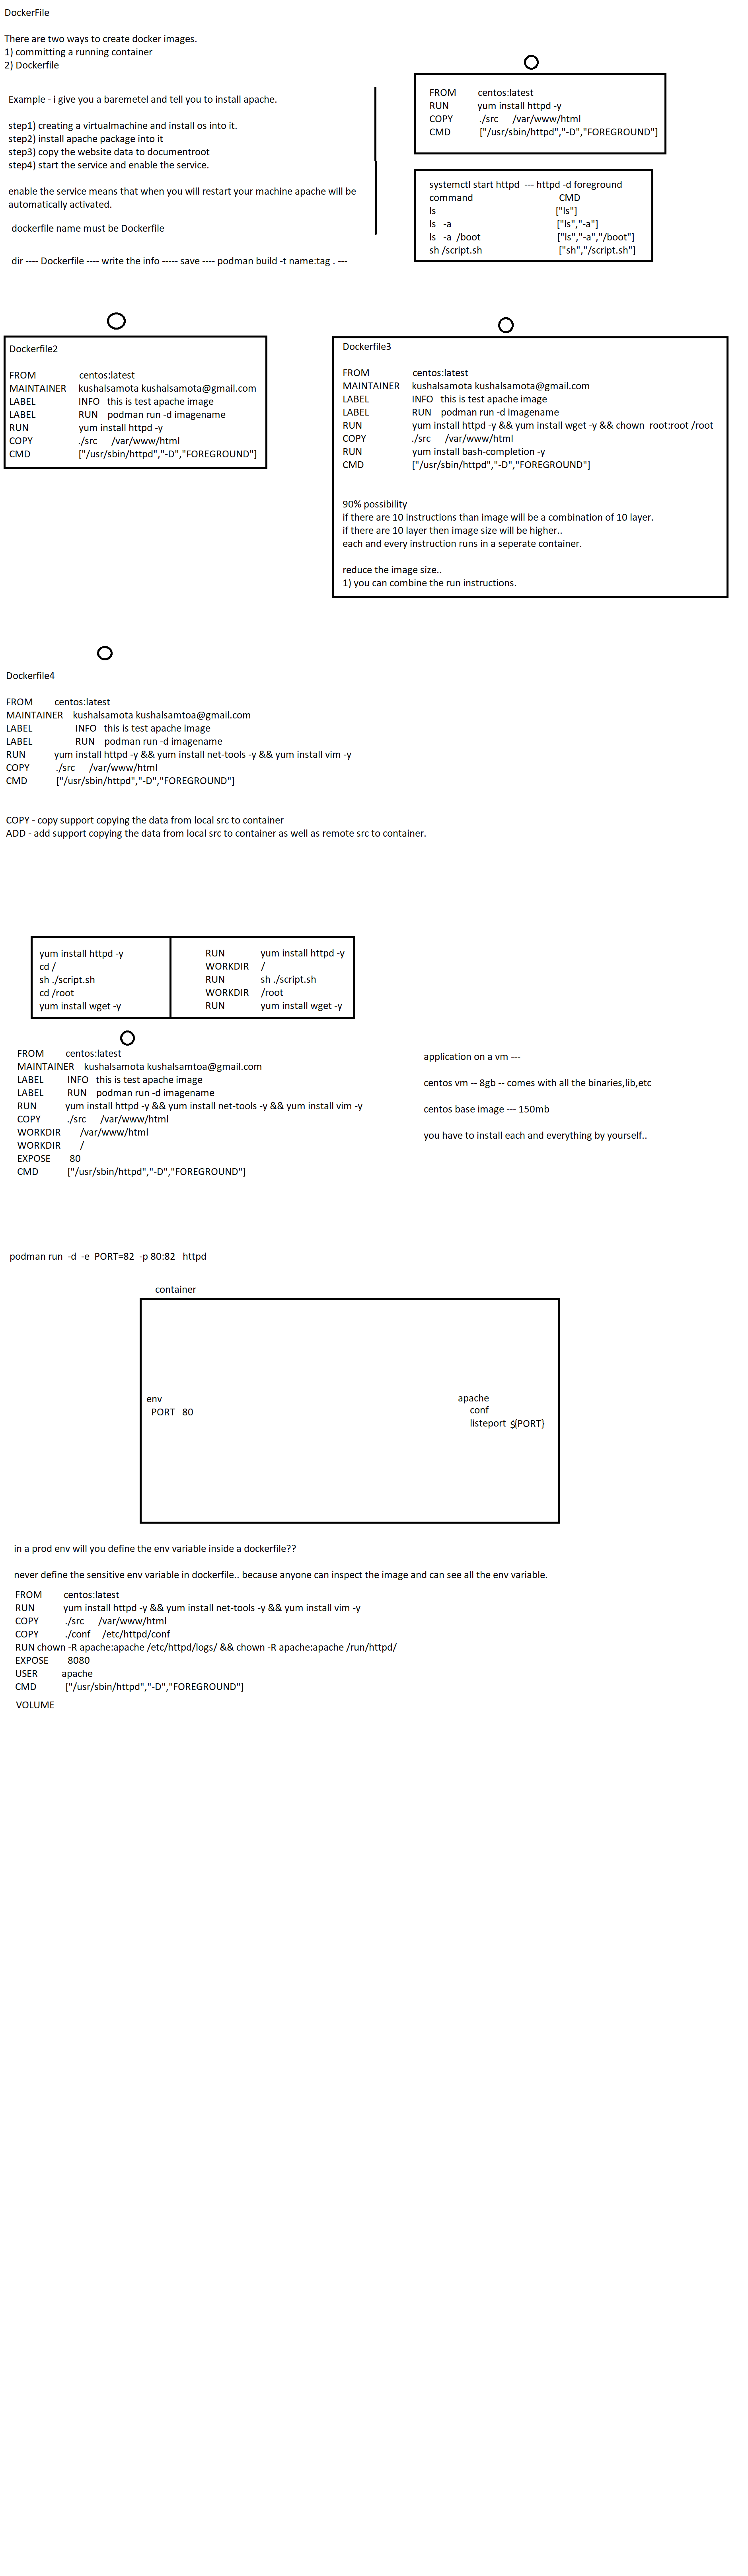 DockerFile
There are two ways to create docker images.
1) committing a running container
2) Dockerfile
Example - i give you a baremetel and tell you to install apache.
step1) creating a virtualmachine and install os into it.
step2) install apache package into it
step3) copy the website data to documentroot
step4) start the service and enable the service.
enable the service means that when you will restart your machine apache will be
automatically activated.
dockerfile name must be Dockerfile
dir ---- Dockerfile ---- write the info ----- save ---- podman build -t name:tag . ---
FROM centos:latest
RUN yum install httpd -y
COPY ./src /var/www/html
CMD ["/usr/sbin/httpd","-D","FOREGROUND"]
systemctl start httpd --- httpd -d foreground
command CMD
ls ["ls"]
ls -a ["ls","-a"]
ls -a /boot ["ls","-a","/boot"]
sh /script.sh ["sh","/script.sh"]
Dockerfile2
FROM centos:latest
MAINTAINER kushalsamota kushalsamota@gmail.com
LABEL INFO this is test apache image
LABEL RUN podman run -d imagename
RUN yum install httpd -y
COPY ./src /var/www/html
CMD ["/usr/sbin/httpd","-D","FOREGROUND"]
Dockerfile3
FROM centos:latest
MAINTAINER kushalsamota kushalsamota@gmail.com
LABEL INFO this is test apache image
LABEL RUN podman run -d imagename
RUN yum install httpd -y && yum install wget -y && chown root:root /root
COPY ./src /var/www/html
RUN yum install bash-completion -y
CMD ["/usr/sbin/httpd","-D","FOREGROUND"]
90% possibility
if there are 10 instructions than image will be a combination of 10 layer.
if there are 10 layer then image size will be higher..
each and every instruction runs in a seperate container.
reduce the image size..
1) you can combine the run instructions.
Dockerfile4
FROM centos:latest
MAINTAINER kushalsamota kushalsamtoa@gmail.com
LABEL INFO this is test apache image
LABEL RUN podman run -d imagename
RUN yum install httpd -y && yum install net-tools -y && yum install vim -y
COPY ./src /var/www/html
CMD ["/usr/sbin/httpd","-D","FOREGROUND"]
COPY - copy support copying the data from local src to container
ADD - add support copying the data from local src to container as well as remote src to container.
yum install httpd -y
cd /
sh ./script.sh
cd /root
yum install wget -y
RUN yum install httpd -y
WORKDIR /
RUN sh ./script.sh
WORKDIR /root
RUN yum install wget -y
FROM centos:latest
MAINTAINER kushalsamota kushalsamtoa@gmail.com
LABEL INFO this is test apache image
LABEL RUN podman run -d imagename
RUN yum install httpd -y && yum install net-tools -y && yum install vim -y
COPY ./src /var/www/html
WORKDIR /var/www/html
WORKDIR /
EXPOSE 80
CMD ["/usr/sbin/httpd","-D","FOREGROUND"]
application on a vm ---
centos vm -- 8gb -- comes with all the binaries,lib,etc
centos base image --- 150mb
you have to install each and everything by yourself..
podman run -d -e PORT=82 -p 80:82 httpd
container
env
PORT 80
apache
conf
listeport ${PORT}
in a prod env will you define the env variable inside a dockerfile??
never define the sensitive env variable in dockerfile.. because anyone can inspect the image and can see all the env variable.
FROM centos:latest
RUN yum install httpd -y && yum install net-tools -y && yum install vim -y
COPY ./src /var/www/html
COPY ./conf /etc/httpd/conf
RUN chown -R apache:apache /etc/httpd/logs/ && chown -R apache:apache /run/httpd/
EXPOSE 8080
USER apache
CMD ["/usr/sbin/httpd","-D","FOREGROUND"]
VOLUME